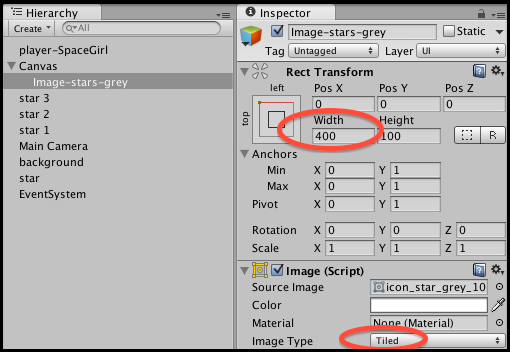 Hierarchy
Create All
player-SpaceGirl
Canvas
Image-stars-grey
star 3
star 2
star 1
Main Camera
background
star
EventSystem
Inspector
Image-stars-grey Static
Tag Untagged Layer UI
Rect Transform
left Pos X Pos Y Pos Z
0 0 0
top Width Height
400 100 R
Anchors
Min X 0 Y 1
Max X 0 Y 1
Pivot X 0 Y 1
Rotation X 0 Y 0 Z 0
Scale X 1 Y 1 Z 1
Image (Script)
Source Image icon_star_grey_10
Color
Material None (Material)
Image Type Tiled